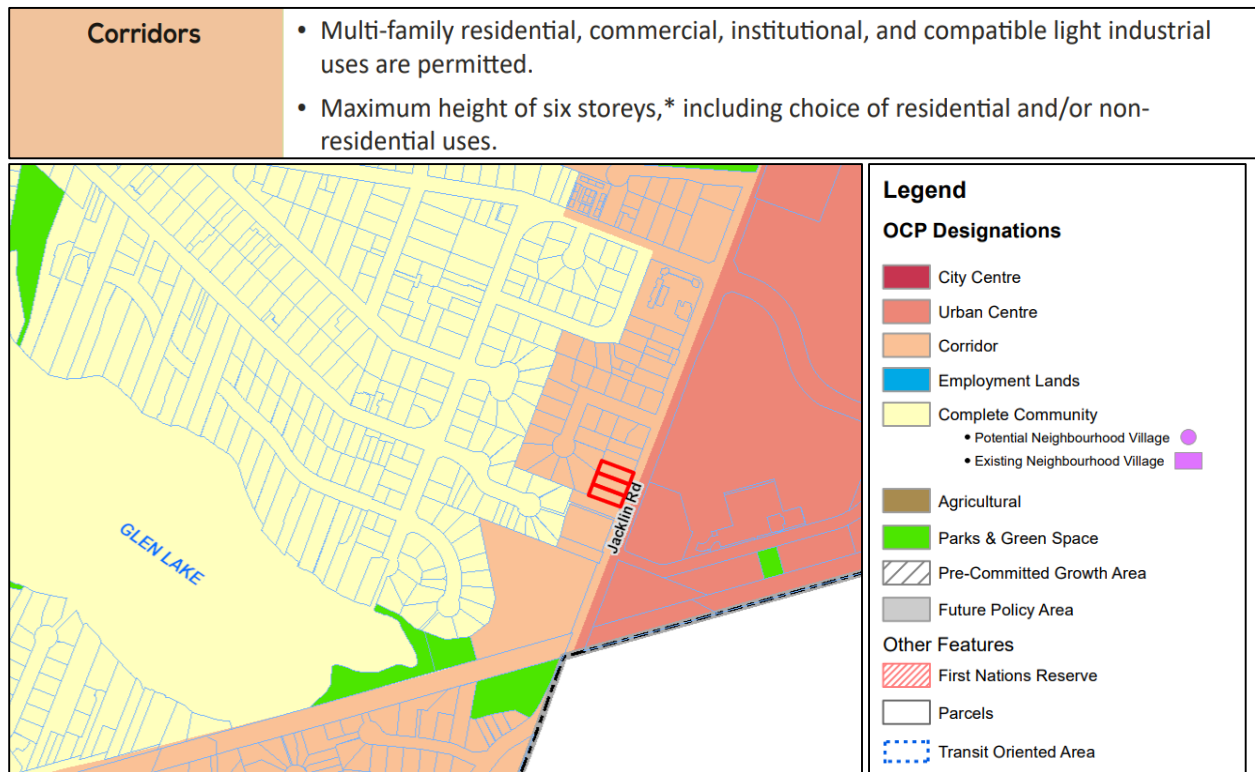 Corridors
• Multi-family residential, commercial, institutional, and compatible light industrial
uses are permitted.
• Maximum height of six storeys,* including choice of residential and/or non-
residential uses.
GLEN LAKE
Jacklin Rd
Legend
OCP Designations
City Centre
Urban Centre
Corridor
Employment Lands
Complete Community
• Potential Neighbourhood Village
• Existing Neighbourhood Village
Agricultural
Parks & Green Space
Pre-Committed Growth Area
Future Policy Area
Other Features
First Nations Reserve
Parcels
Transit Oriented Area